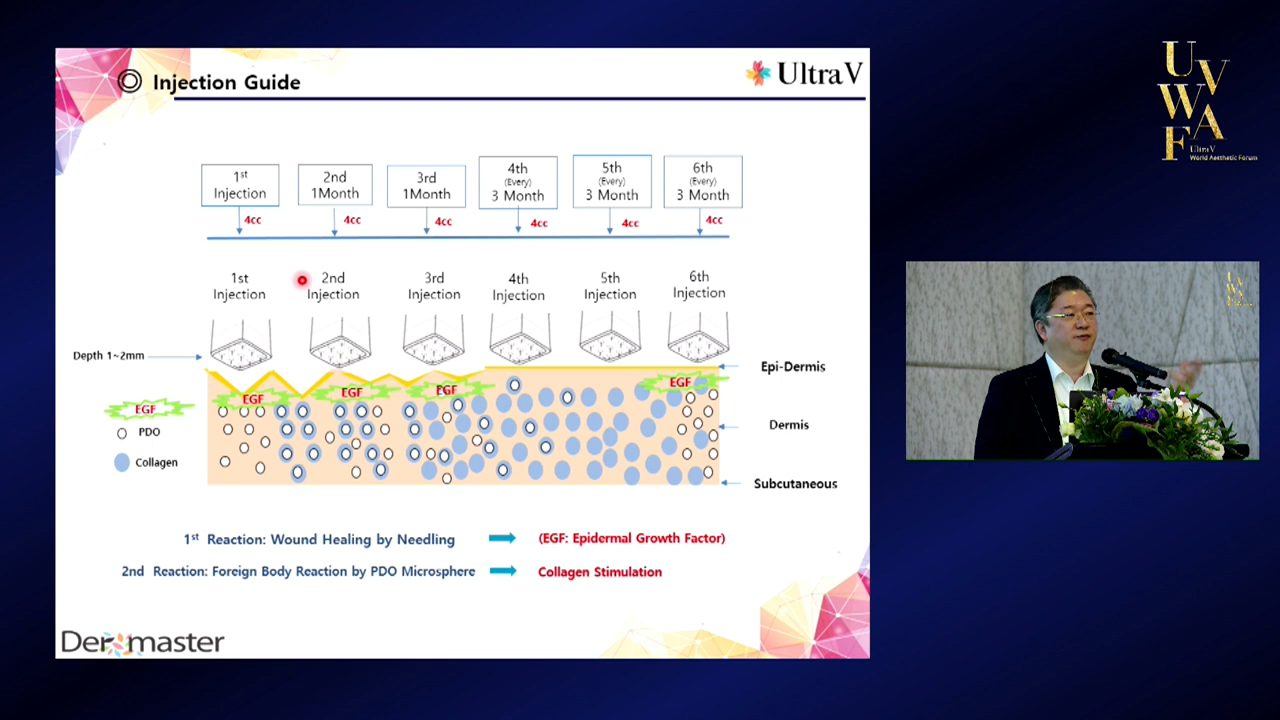 Injection Guide
UltraV
U
V
W
A
F
UltraV
World Aesthetic Forum
1st
Injection
2nd
1Month
3rd
1Month
4th
(Every)
3 Month
5th
(Every)
3 Month
6th
(Every)
3 Month
4cc
4cc
4cc
4cc
4cc
4cc
1st
Injection
2nd
Injection
3rd
Injection
4th
Injection
5th
Injection
6th
Injection
Depth 1~2mm
Epi-Dermis
EGF
EGF
EGF
EGF
EGF
PDO
Dermis
Collagen
Subcutaneous
1st Reaction: Wound Healing by Needling
(EGF: Epidermal Growth Factor)
2nd Reaction: Foreign Body Reaction by PDO Microsphere
Collagen Stimulation
Dermaster